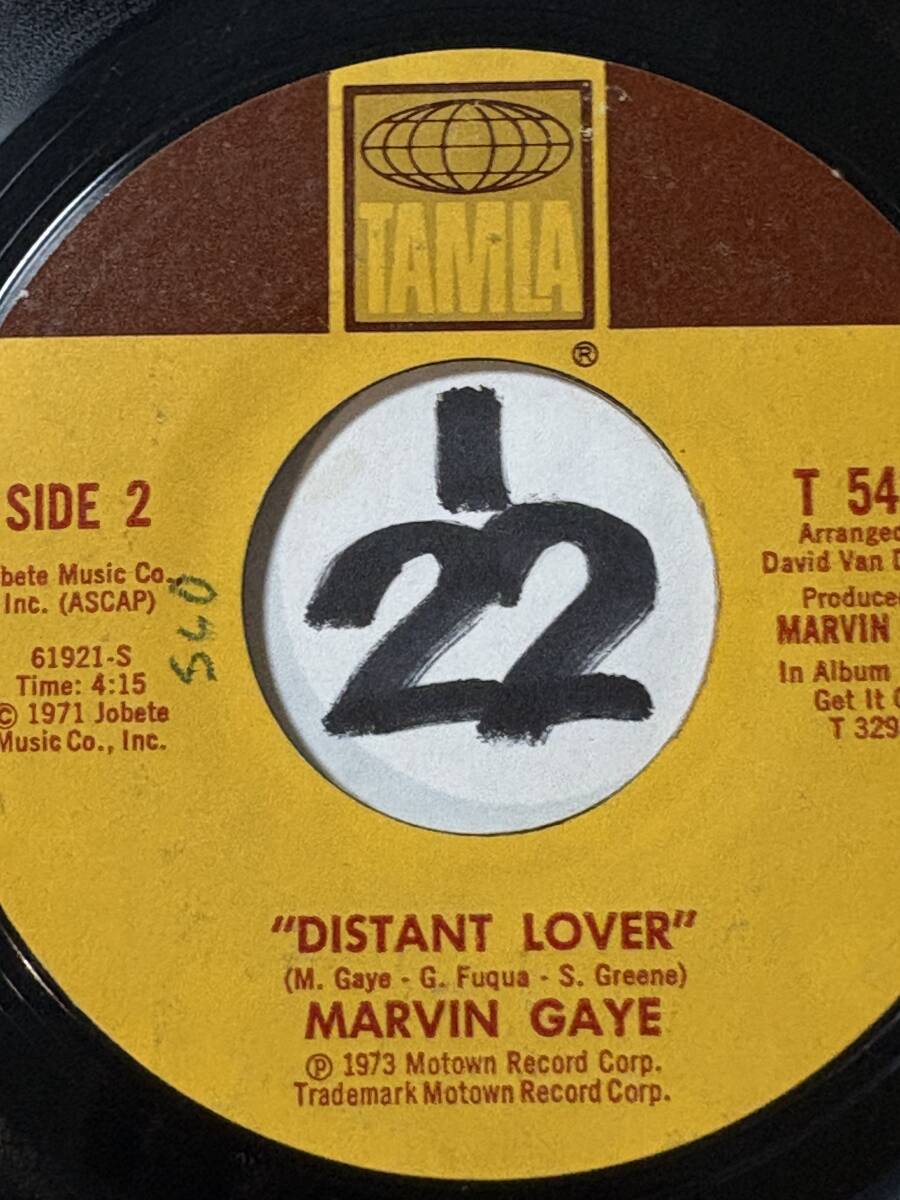 TAMLA
®
SIDE 2
bete Music Co.
Inc. (ASCAP)
61921-S
Time: 4:15
© 1971 Jobete
Music Co., Inc.
1
22
T 54
Arranged
David Van D
Produced
MARVIN
In Album
Get It O
T 329
"DISTANT LOVER"
(M. Gaye - G. Fuqua - S. Greene)
MARVIN GAYE
℗ 1973 Motown Record Corp.
Trademark Motown Record Corp.